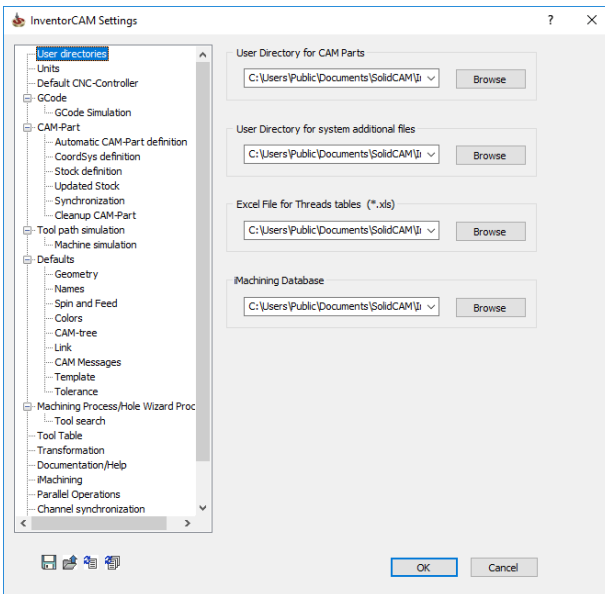 InventorCAM Settings
?
User directories
Units
Default CNC-Controller
GCode
GCode Simulation
CAM-Part
Automatic CAM-Part definition
CoordSys definition
Stock definition
Updated Stock
Synchronization
Cleanup CAM-Part
Tool path simulation
Machine simulation
Defaults
Geometry
Names
Spin and Feed
Colors
CAM-tree
Link
CAM Messages
Template
Tolerance
Machining Process/Hole Wizard Proc
Tool search
Tool Table
Transformation
Documentation/Help
iMachining
Parallel Operations
Channel synchronization
User Directory for CAM Parts
C:\Users\Public\Documents\SolidCAM\I
Browse
User Directory for system additional files
C:\Users\Public\Documents\SolidCAM\I
Browse
Excel File for Threads tables (*.xls)
C:\Users\Public\Documents\SolidCAM\I
Browse
iMachining Database
C:\Users\Public\Documents\SolidCAM\I
Browse
OK
Cancel